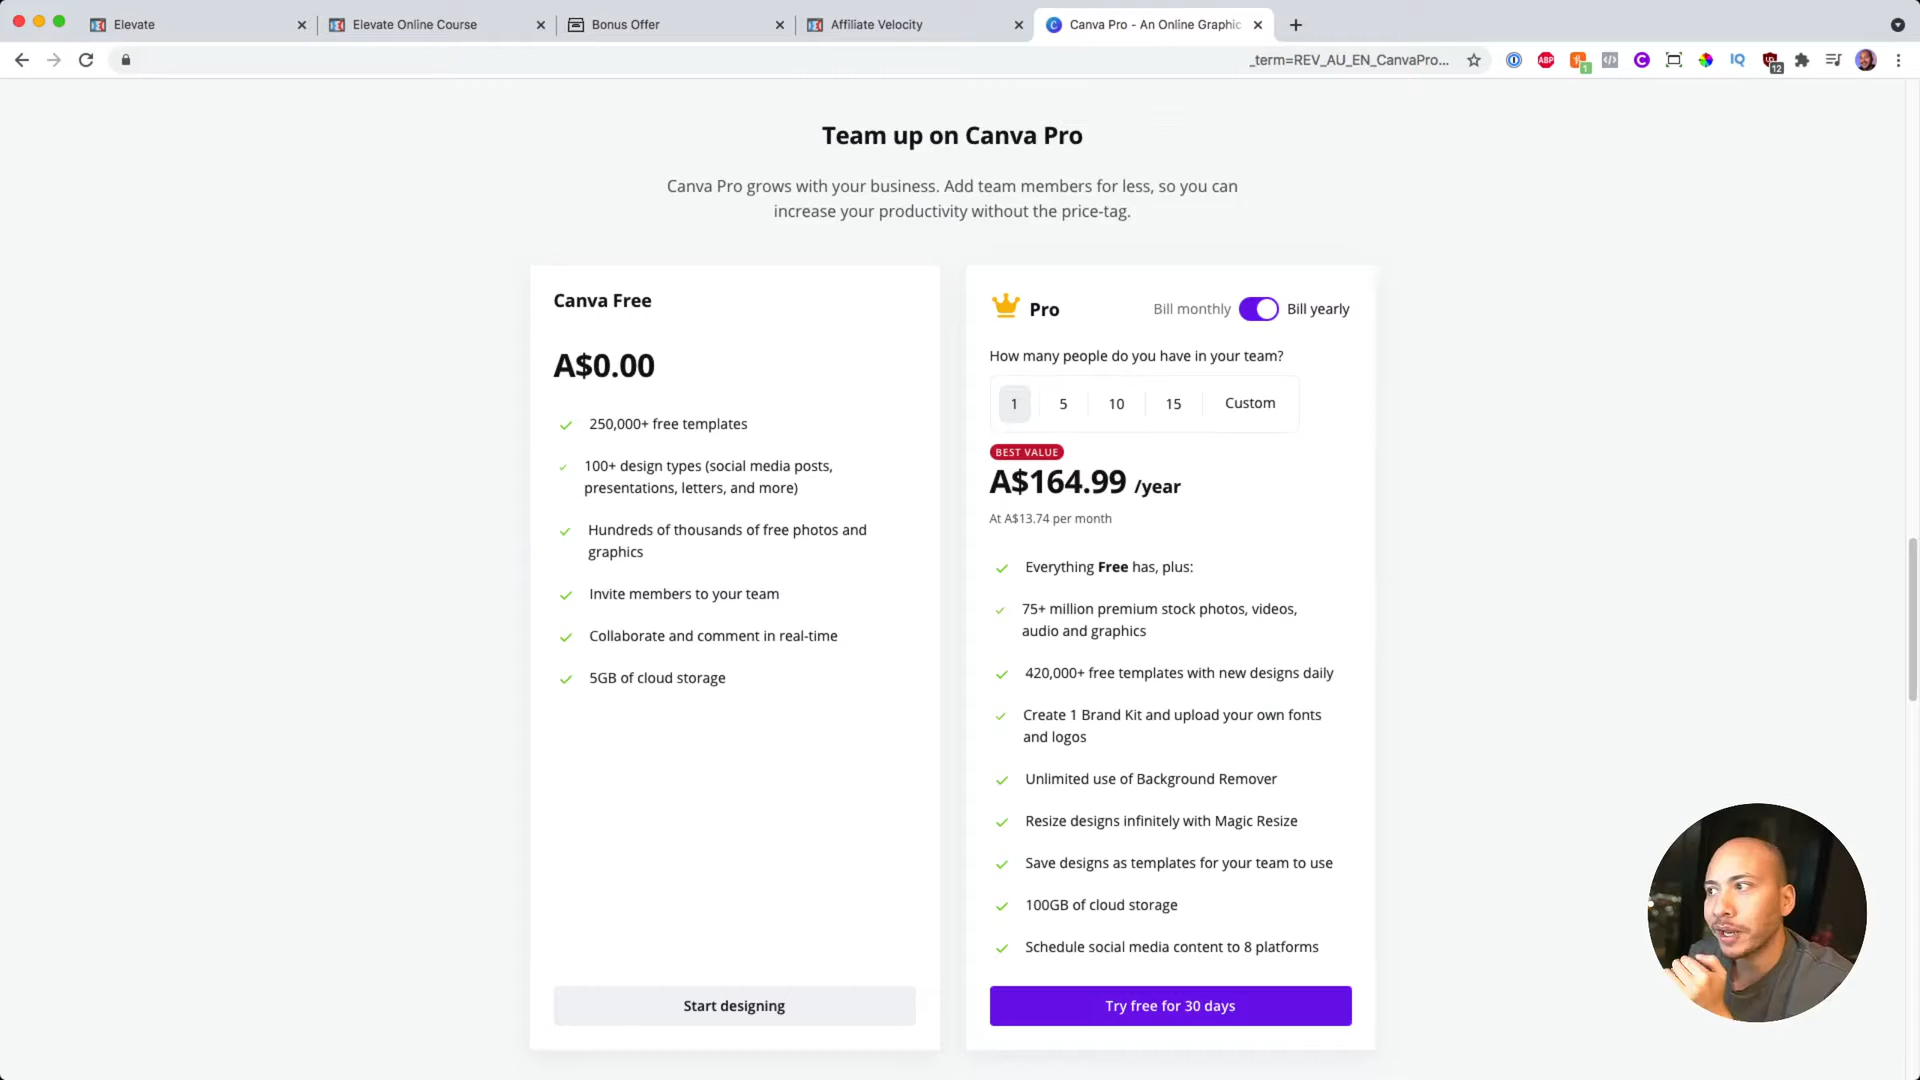 Elevate
Elevate Online Course
Bonus Offer
Affiliate Velocity
Canva Pro - An Online Graphic
_term=REV_AU_EN_CanvaPro...
ABP
1
IQ
12
Team up on Canva Pro
Canva Pro grows with your business. Add team members for less, so you can
increase your productivity without the price-tag.
Canva Free
A$0.00
250,000+ free templates
100+ design types (social media posts,
presentations, letters, and more)
Hundreds of thousands of free photos and
graphics
Invite members to your team
Collaborate and comment in real-time
5GB of cloud storage
Start designing
Pro
Bill monthly
Bill yearly
How many people do you have in your team?
1
5
10
15
Custom
BEST VALUE
A$164.99 /year
At A$13.74 per month
Everything Free has, plus:
75+ million premium stock photos, videos,
audio and graphics
420,000+ free templates with new designs daily
Create 1 Brand Kit and upload your own fonts
and logos
Unlimited use of Background Remover
Resize designs infinitely with Magic Resize
Save designs as templates for your team to use
100GB of cloud storage
Schedule social media content to 8 platforms
Try free for 30 days